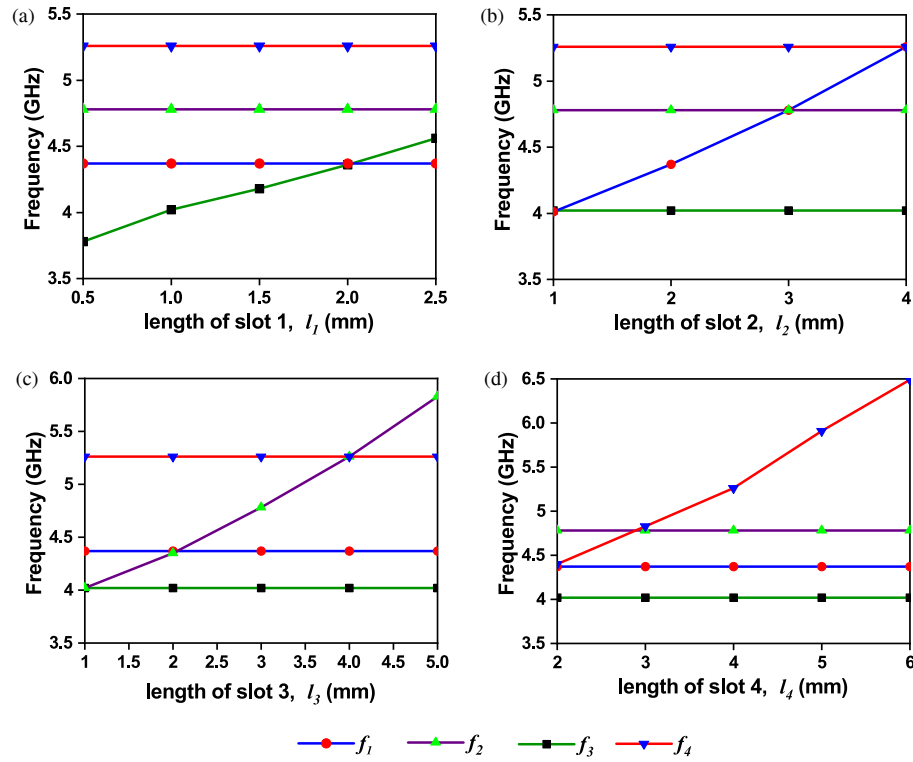 (a)
5.5
5
4.5
4
3.5
Frequency (GHz)
0.5 1.0 1.5 2.0 2.5
length of slot 1, l1 (mm)
(b)
5.5
5
4.5
4
3.5
Frequency (GHz)
1 2 3 4
length of slot 2, l2 (mm)
(c)
6.0
5.5
5
4.5
4
3.5
Frequency (GHz)
1 1.5 2 2.5 3 3.5 4.0 4.5 5.0
length of slot 3, l3 (mm)
(d)
6.5
6.0
5.5
5
4.5
4
3.5
Frequency (GHz)
2 3 4 5 6
length of slot 4, l4 (mm)
f1 f2 f3 f4